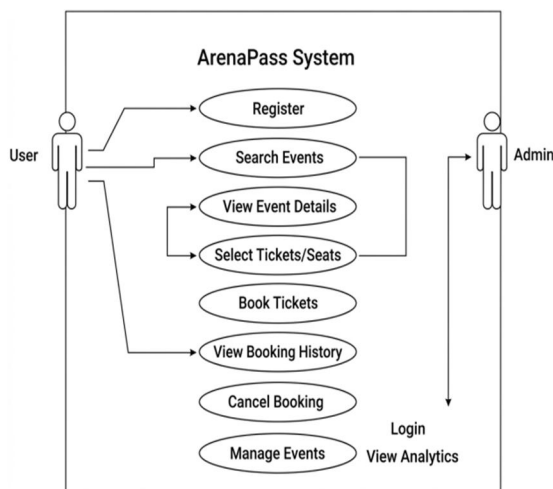 ArenaPass System
Register
User
Search Events
Admin
View Event Details
Select Tickets/Seats
Book Tickets
View Booking History
Cancel Booking
Login
Manage Events
View Analytics